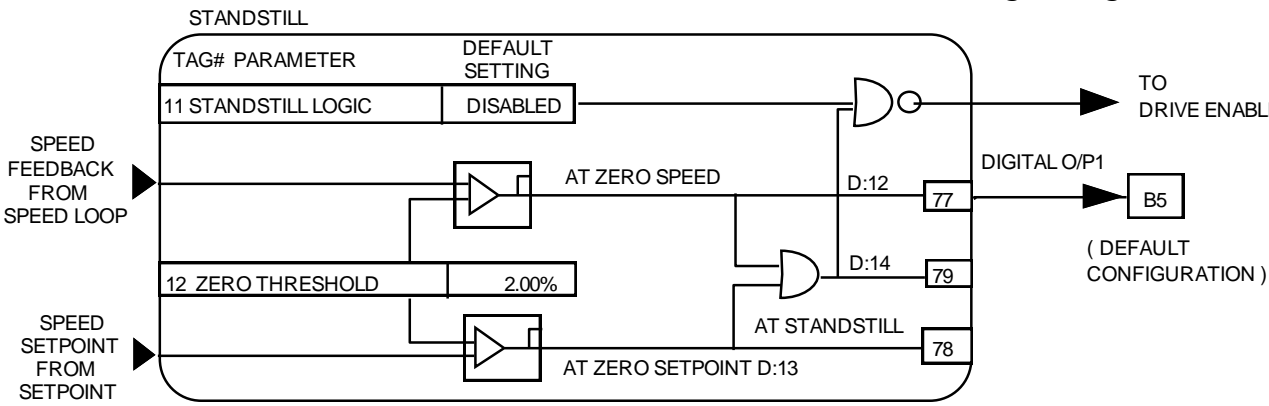 STANDSTILL
TAG# PARAMETER
DEFAULT
SETTING
11 STANDSTILL LOGIC
DISABLED
TO
DRIVE ENABL
SPEED
FEEDBACK
FROM
SPEED LOOP
AT ZERO SPEED
D:12
77
DIGITAL O/P1
B5
( DEFAULT
CONFIGURATION )
12 ZERO THRESHOLD
2.00%
D:14
79
SPEED
SETPOINT
FROM
SETPOINT
AT STANDSTILL
78
AT ZERO SETPOINT D:13